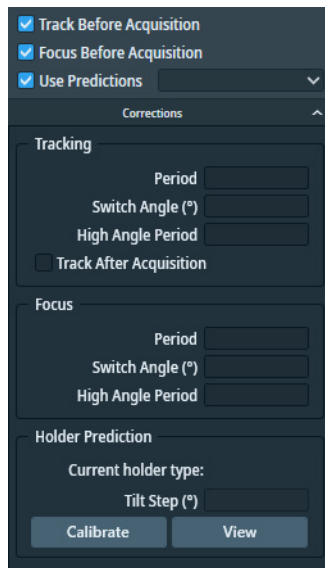 Track Before Acquisition
Focus Before Acquisition
Use Predictions
Corrections
Tracking
Period
Switch Angle (°)
High Angle Period
Track After Acquisition
Focus
Period
Switch Angle (°)
High Angle Period
Holder Prediction
Current holder type:
Tilt Step (°)
Calibrate View